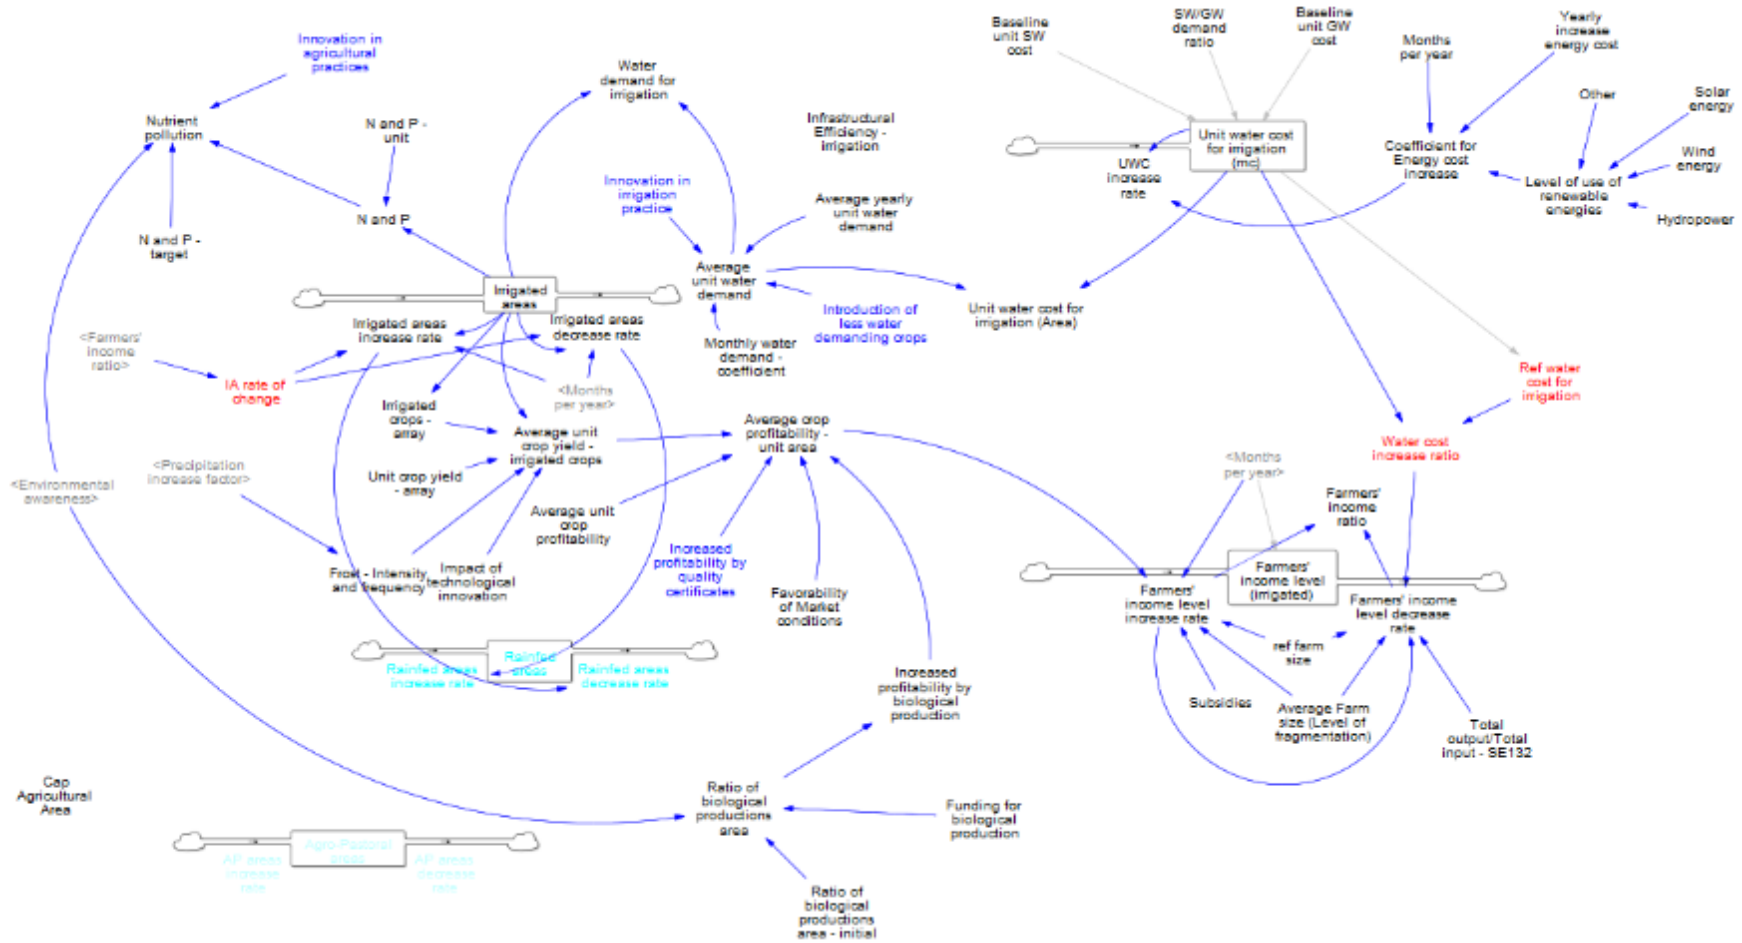 Innovation in
agricultural
practices
Nutrient
pollution
N and P -
unit
N and P
N and P -
target
Water
demand for
irrigation
Infrastructural
Efficiency -
irrigation
Innovation in
irrigation
practice
Average yearly
unit water
demand
Average
unit water
demand
Introduction of
less water
demanding crops
Monthly water
demand -
coefficient
Unit water cost for
irrigation (Area)
Baseline
unit SW
cost
SW/GW
demand
ratio
Baseline
unit GW
cost
Unit water cost
for irrigation
(mc)
UWC
increase
rate
Months
per year
Yearly
increase
energy cost
Coefficient for
Energy cost
increase
Other
Solar
energy
Wind
energy
Hydropower
Level of use of
renewable
energies
Irrigated
areas
Irrigated areas
increase rate
Irrigated areas
decrease rate
<Farmers'
income
ratio>
IA rate of
change
<Months
per year>
Irrigated
crops -
array
Average unit
crop yield -
irrigated crops
Unit crop yield
- array
<Precipitation
increase factor>
<Environmental
awareness>
Frost - Intensity
and frequency
Impact of
technological
innovation
Average unit
crop
profitability
Average crop
profitability -
unit area
Increased
profitability by
quality
certificates
Favorability
of Market
conditions
Increased
profitability by
biological
production
Ref water
cost for
irrigation
Water cost
increase ratio
<Months
per year>
Farmers'
income
ratio
Farmers'
income level
(irrigated)
Farmers'
income level
increase rate
Farmers' income
level decrease
rate
ref farm
size
Subsidies
Average Farm
size (Level of
fragmentation)
Total
output/Total
input - SE132
Rainfed
areas
Rainfed areas
increase rate
Rainfed areas
decrease rate
Cap
Agricultural
Area
Agro-Pastoral
areas
AP areas
increase
rate
AP areas
decrease
rate
Ratio of
biological
productions
area
Funding for
biological
production
Ratio of
biological
productions
area - initial